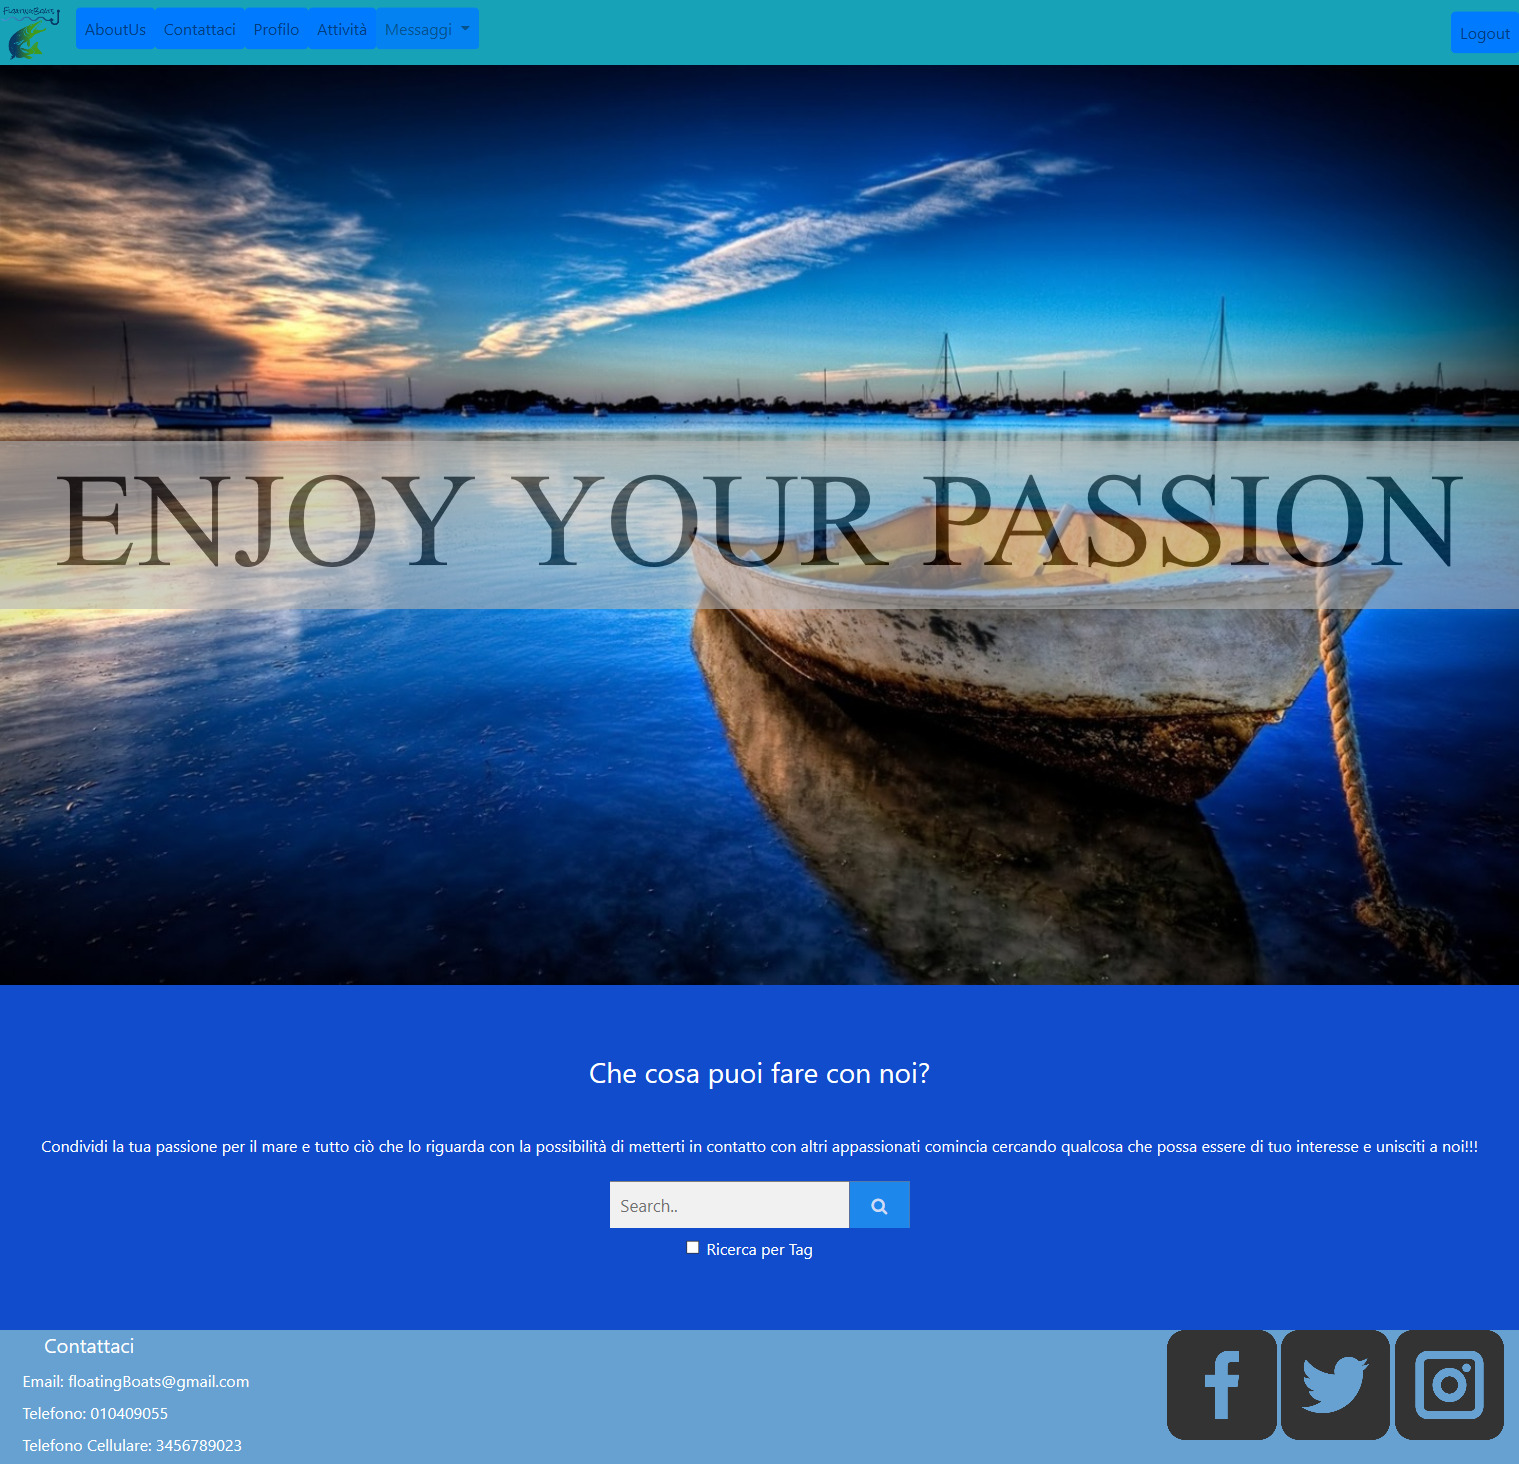 FloatingBoats
AboutUs Contattaci Profilo Attività Messaggi
Logout
ENJOY YOUR PASSION
Che cosa puoi fare con noi?
Condividi la tua passione per il mare e tutto ciò che lo riguarda con la possibilità di metterti in contatto con altri appassionati comincia cercando qualcosa che possa essere di tuo interesse e unisciti a noi!!!
Search..
Ricerca per Tag
Contattaci
Email: floatingBoats@gmail.com
Telefono: 010409055
Telefono Cellulare: 3456789023